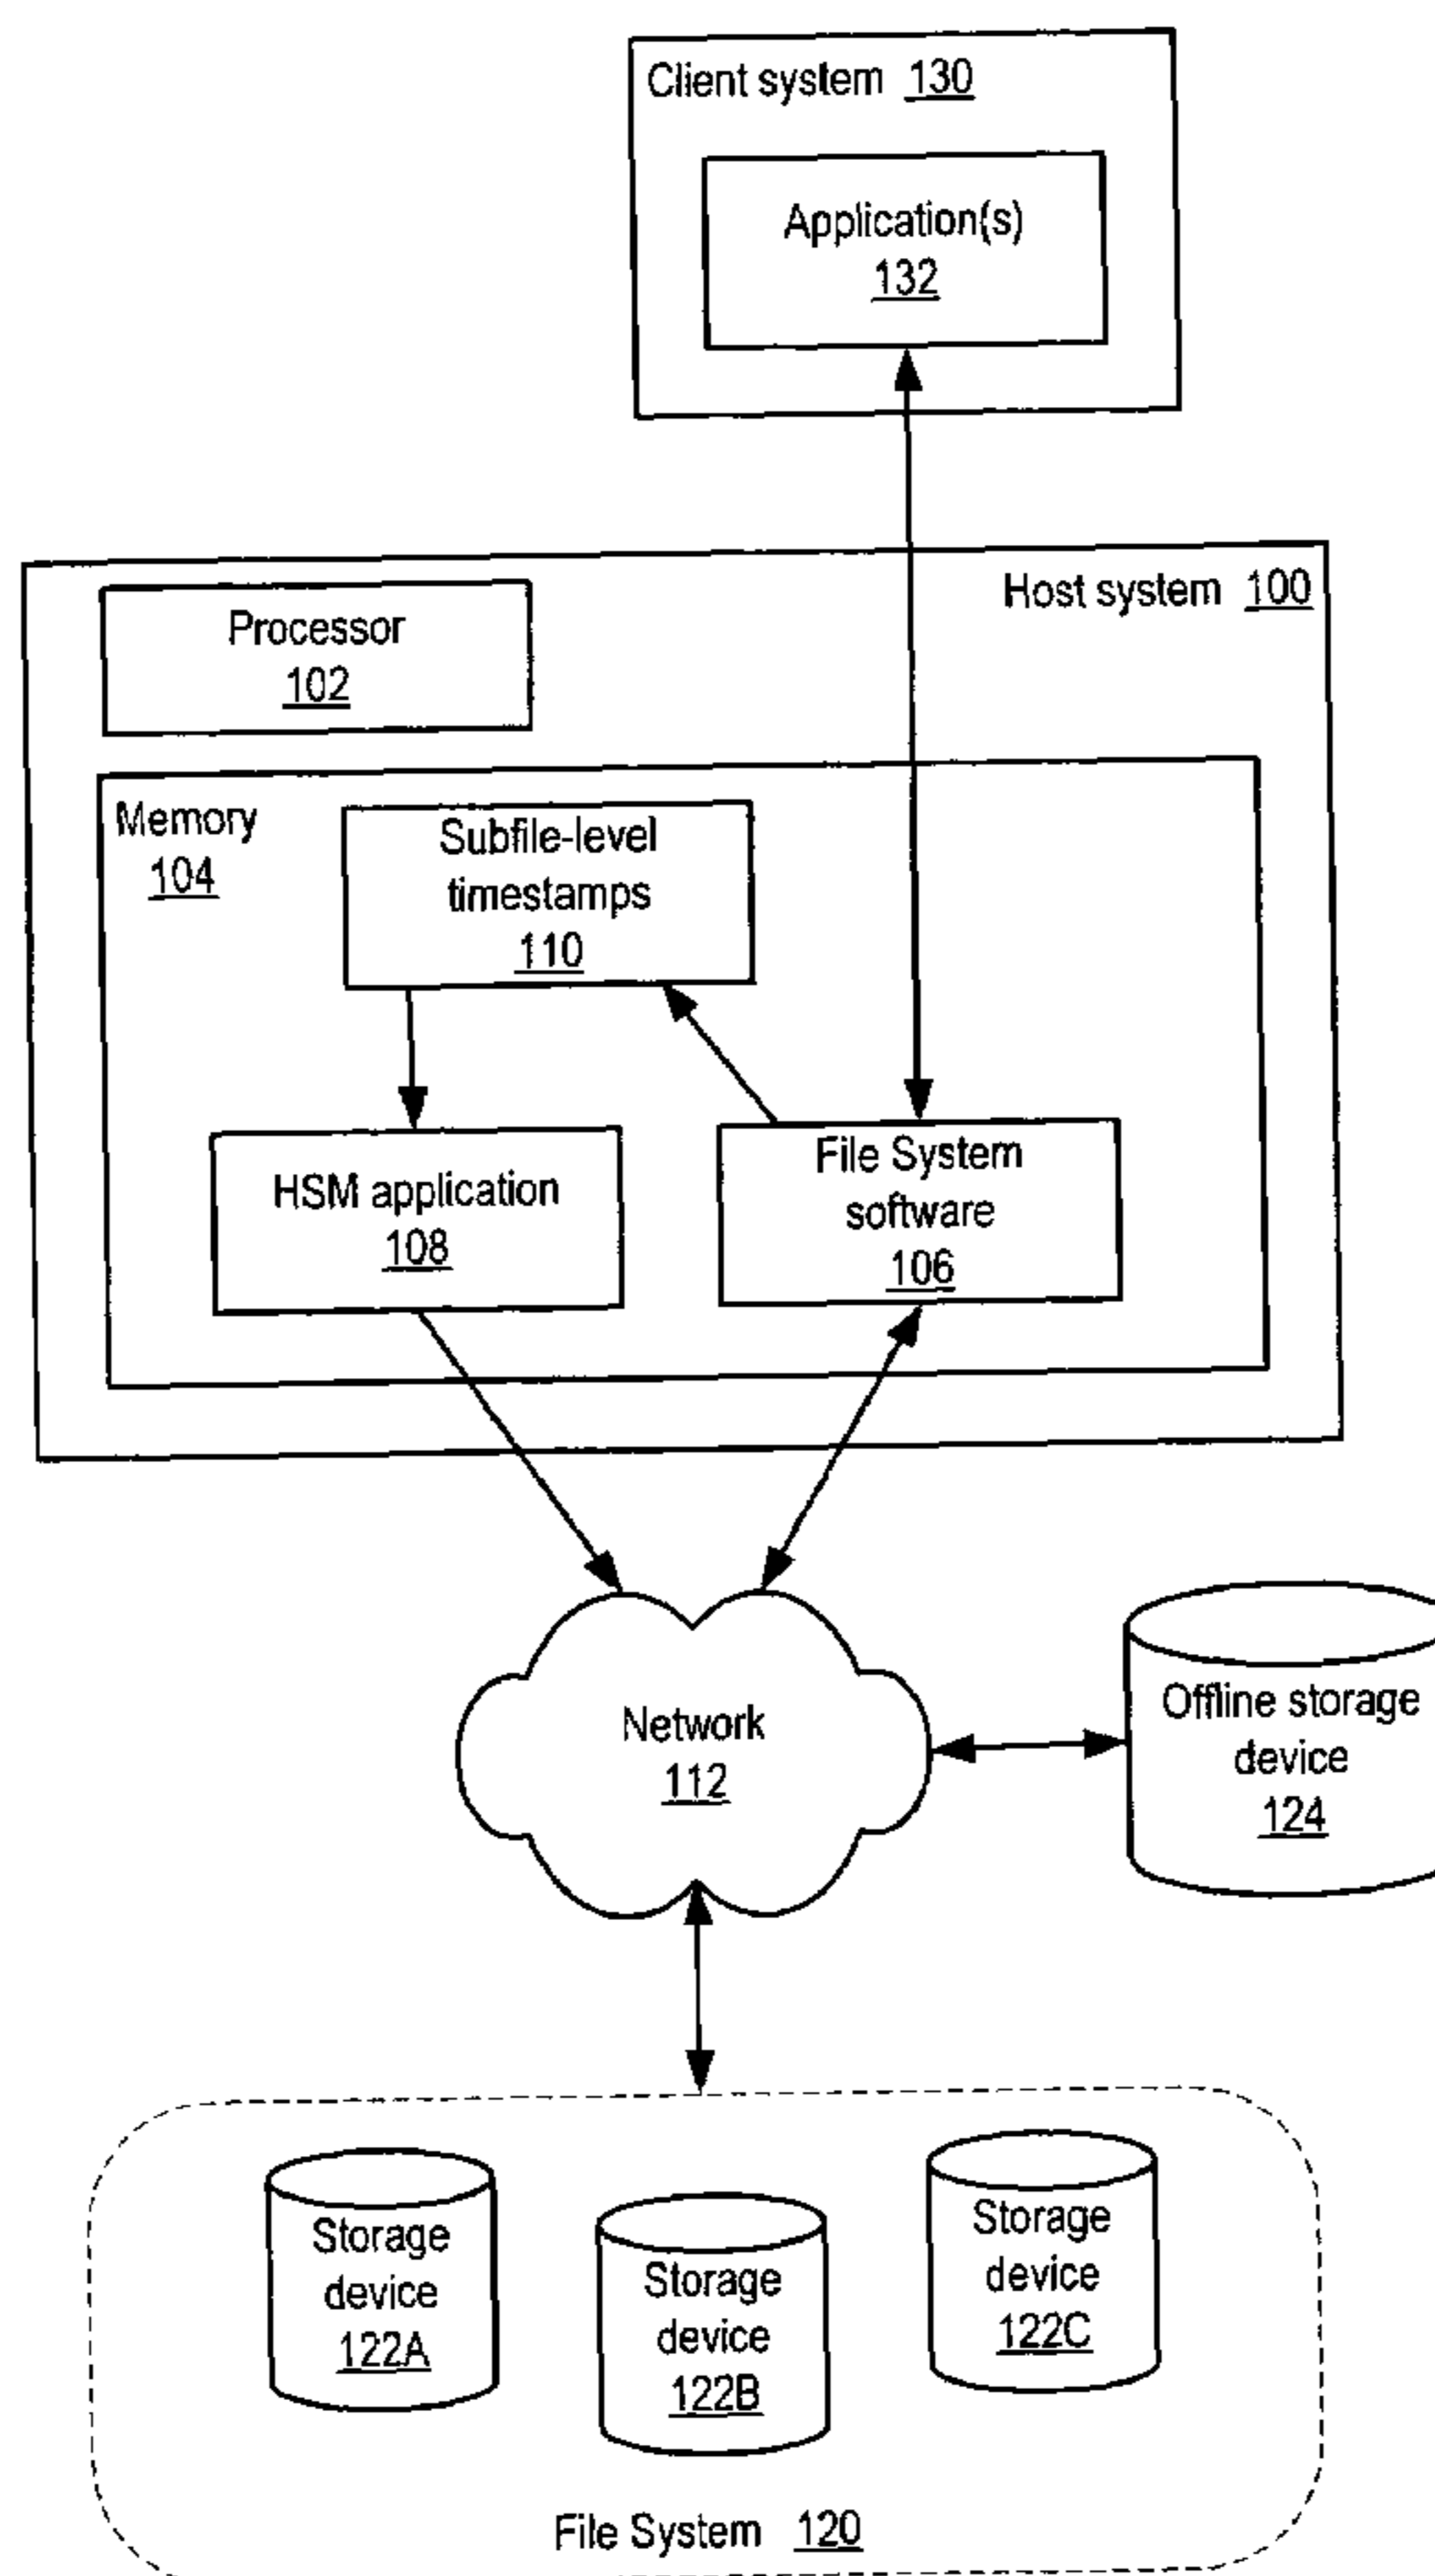 Client system 130
Application(s)
132
Host system 100
Processor
102
Memory
104
Subfile-level
timestamps
110
HSM application
108
File System
software
106
Network
112
Offline storage
device
124
Storage
device
122A
Storage
device
122B
Storage
device
122C
File System 120